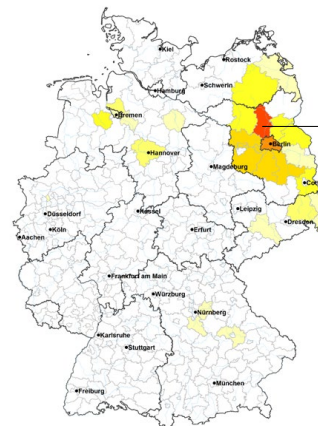 Kiel
Rostock
Hamburg
Schwerin
Bremen
Hannover
Berlin
Magdeburg
Düsseldorf
Köln
Aachen
Kassel
Leipzig
Erfurt
Dresden
Frankfurt am Main
Würzburg
Nürnberg
Karlsruhe
Stuttgart
Freiburg
München